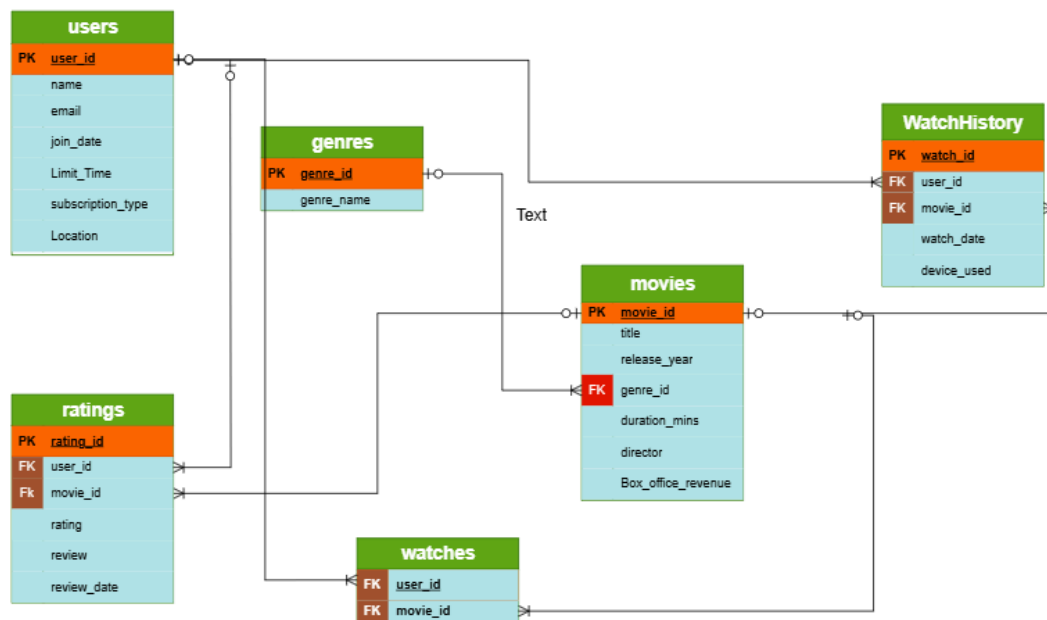 users
PK user_id
name
email
join_date
Limit_Time
subscription_type
Location
genres
PK genre_id
genre_name
Text
WatchHistory
PK watch_id
FK user_id
FK movie_id
watch_date
device_used
movies
PK movie_id
title
release_year
FK genre_id
duration_mins
director
Box_office_revenue
ratings
PK rating_id
FK user_id
Fk movie_id
rating
review
review_date
watches
FK user_id
FK movie_id